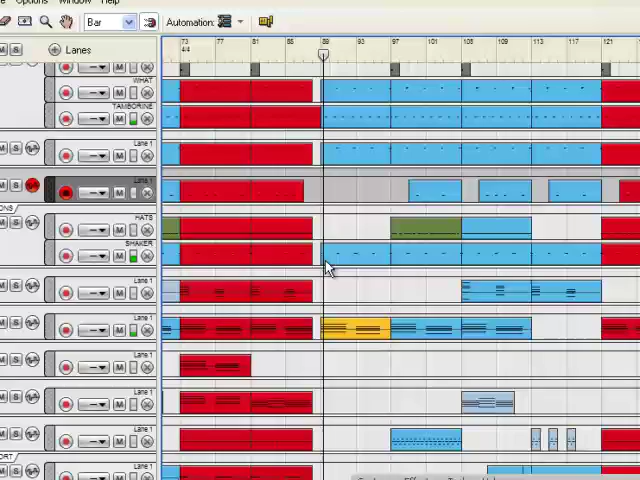 Options Window Help
Bar Automation:
M S Lanes
73 77 81 85 89 93 97 101 105 109 113 117 121
4/4
WHAT
M
TAMBORINE
M
S Lane 1
M
S Lane 1
M
ONS HATS
M
SHAKER
M
M S Lane 1
M
M S Lane 1
M
M S Lane 1
M
M S Lane 1
M
M S Lane 1
M
ORT
M S Lane 1
M